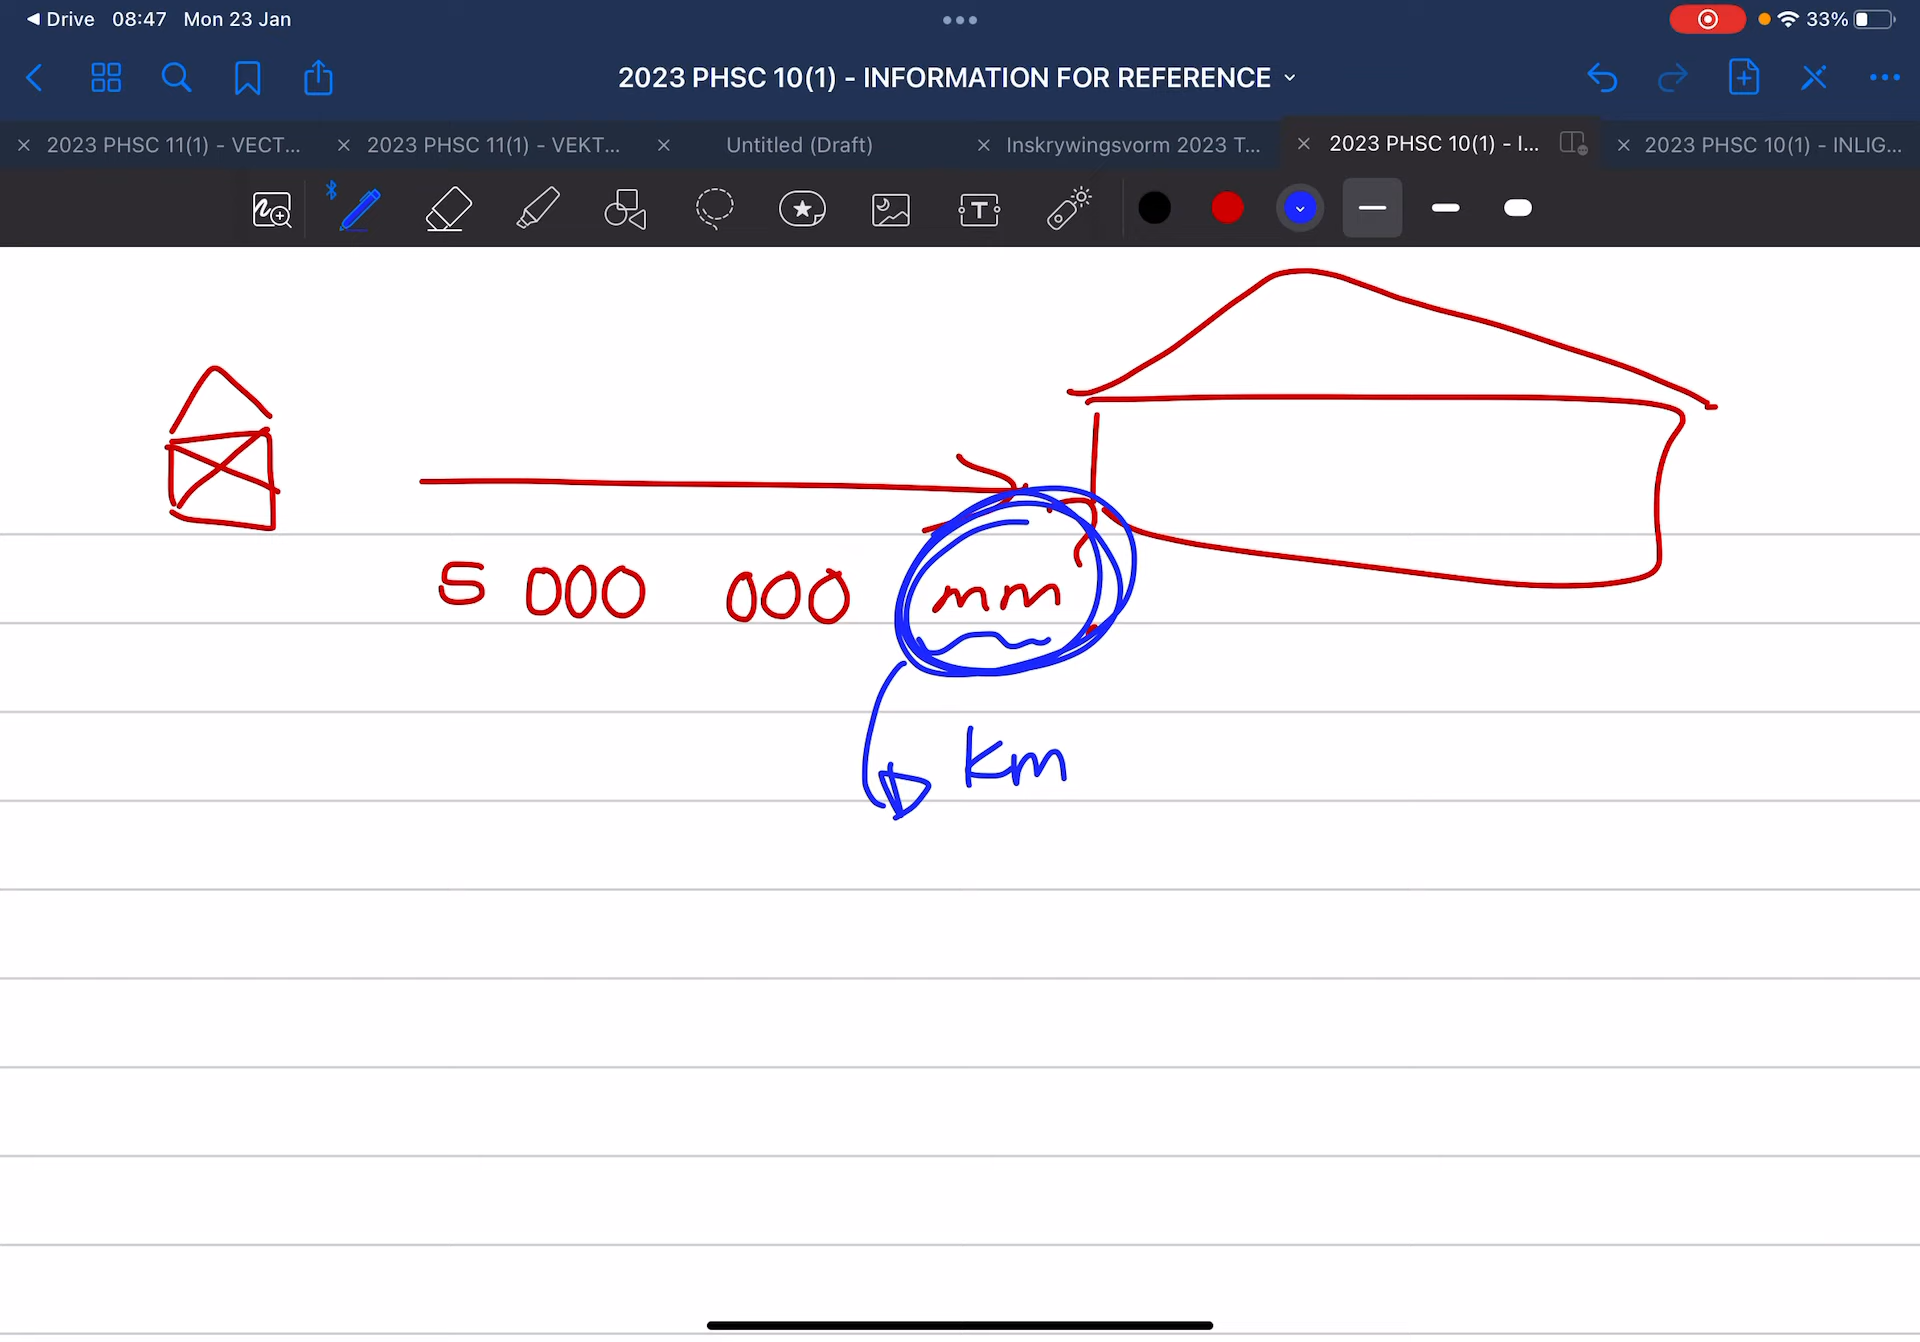 Drive 08:47 Mon 23 Jan
33%
2023 PHSC 10(1) - INFORMATION FOR REFERENCE
2023 PHSC 11(1) - VECT... 2023 PHSC 11(1) - VEKT... Untitled (Draft) Inskrywingsvorm 2023 T... 2023 PHSC 10(1) - I... 2023 PHSC 10(1) - INLIG...
T
5 000 000 mm
km